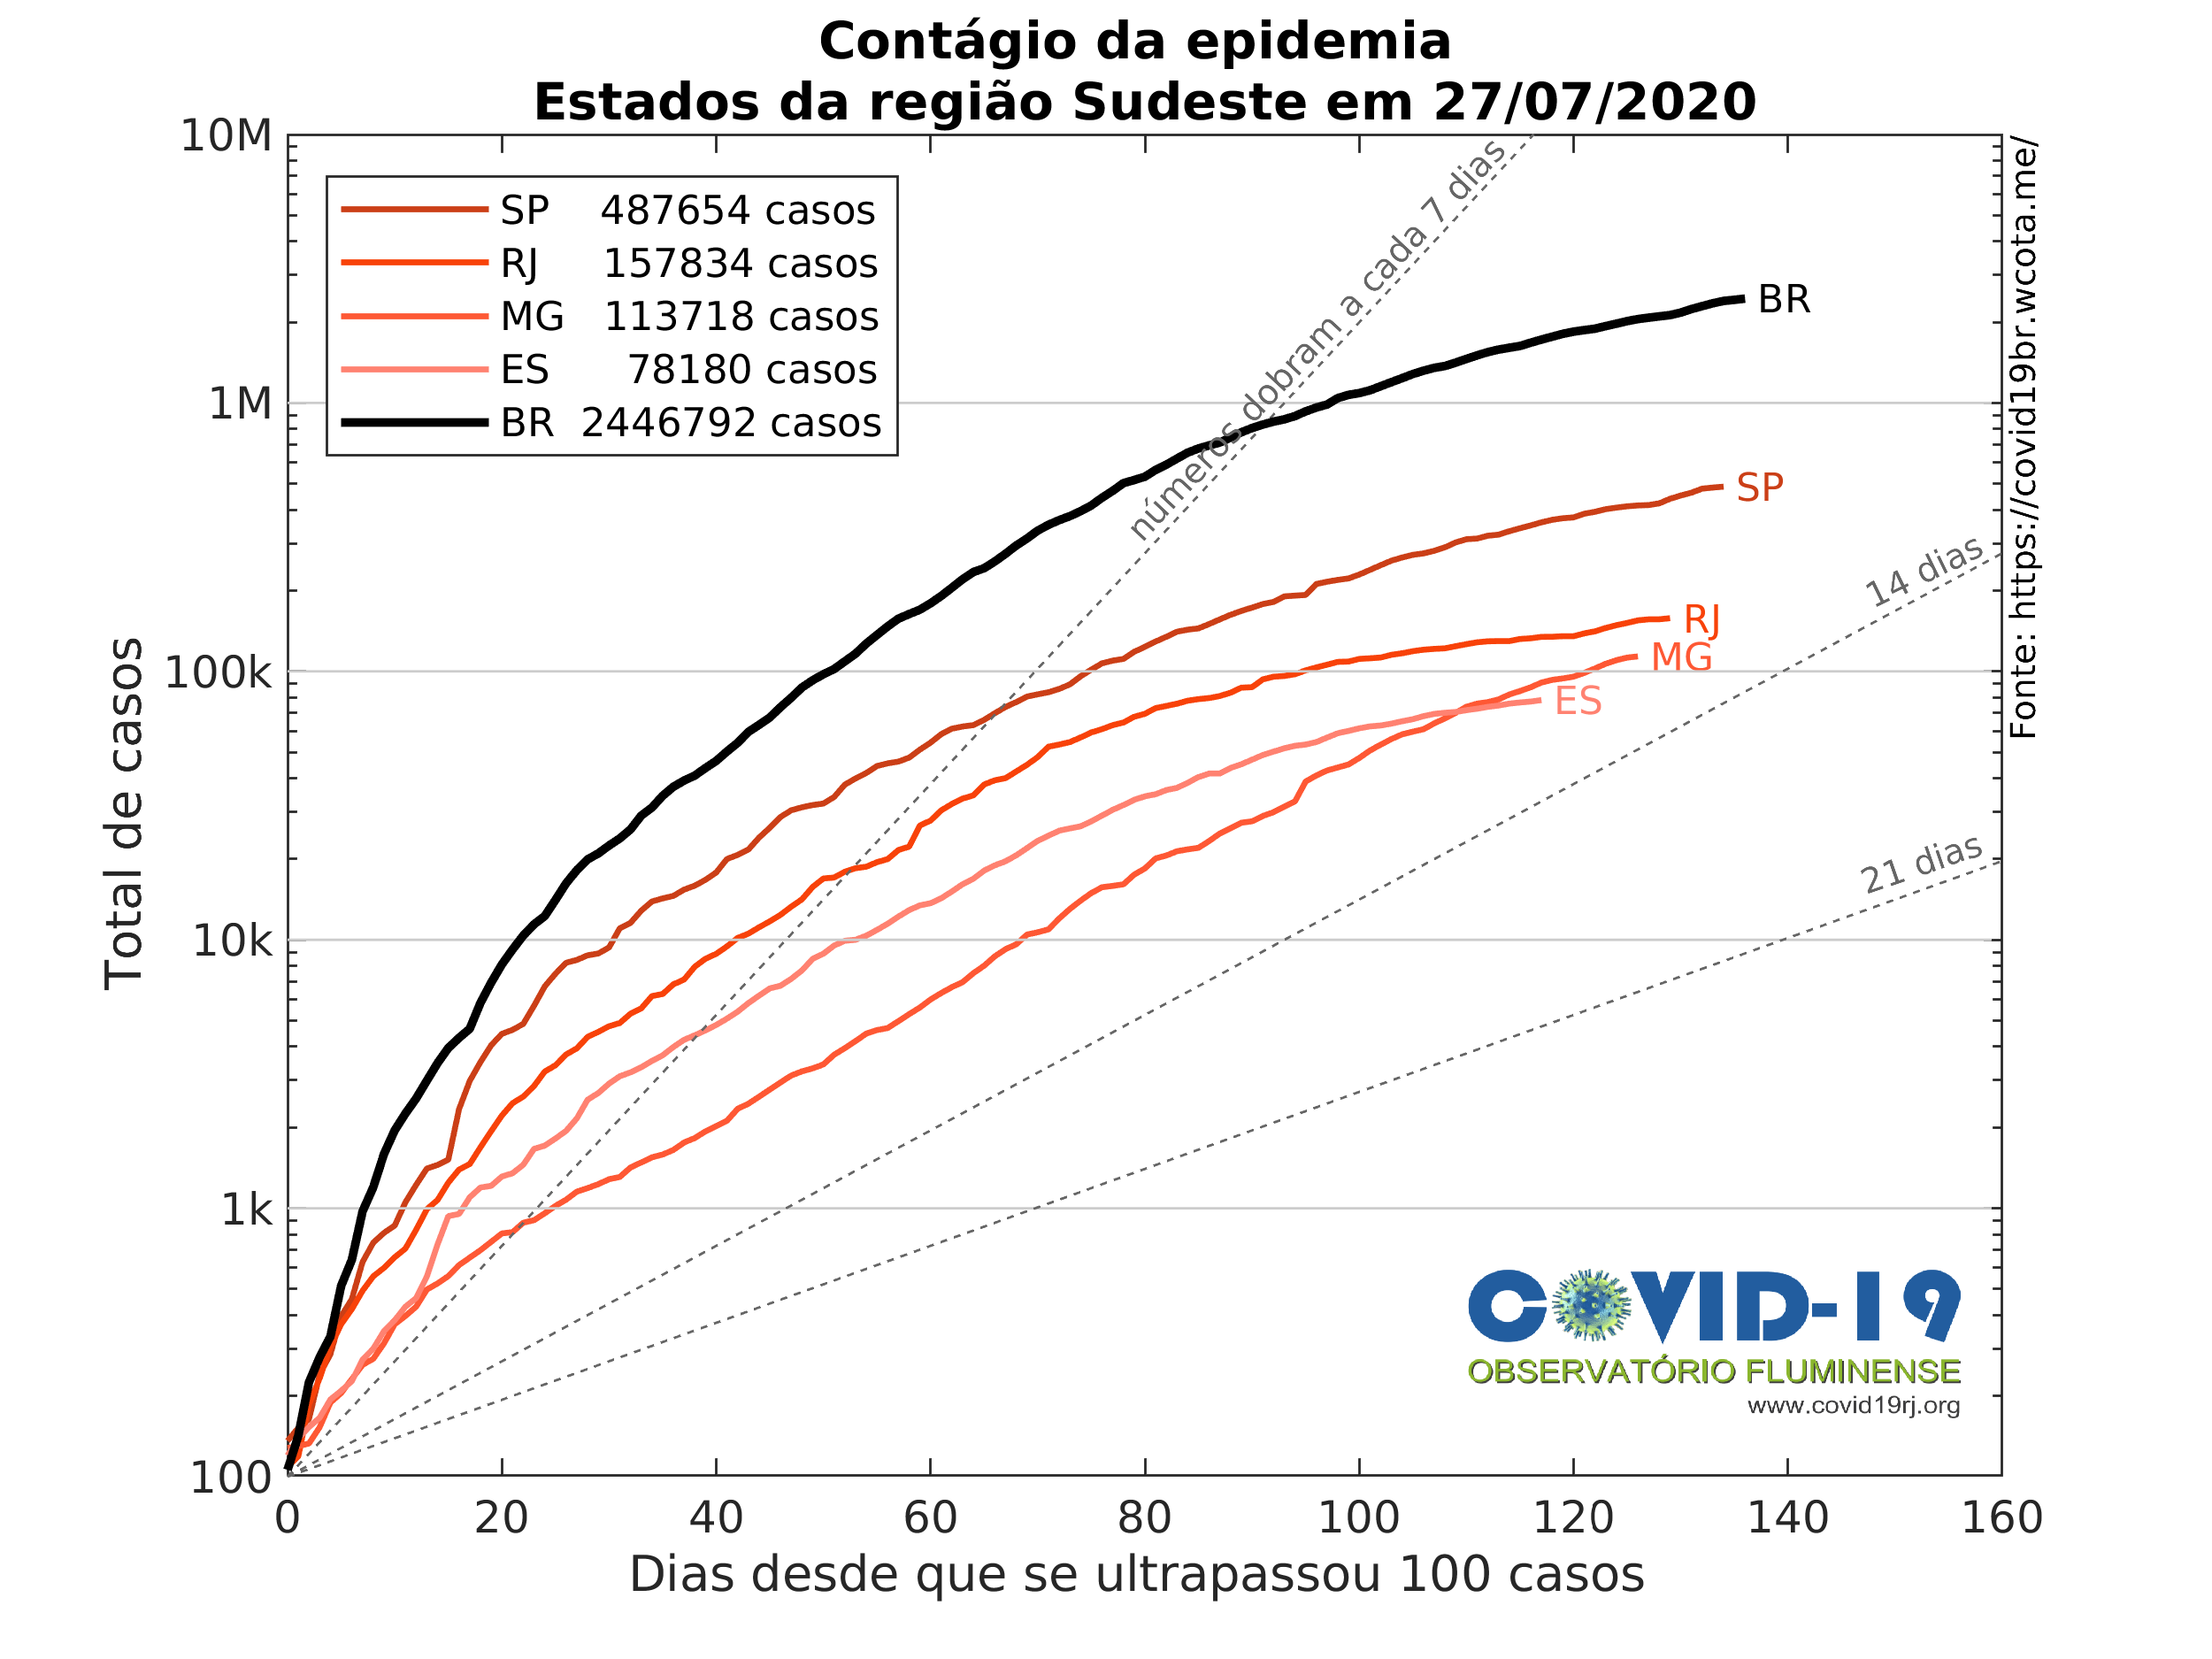 Contágio da epidemia
Estados da região Sudeste em 27/07/2020
10M
1M
100k
10k
1k
100
Total de casos
SP 487654 casos
RJ 157834 casos
MG 113718 casos
ES 78180 casos
BR 2446792 casos
números dobram a cada 7 dias
14 dias
21 dias
BR
SP
RJ
MG
ES
Fonte: https://covid19br.wcota.me/
COVID-19
OBSERVATÓRIO FLUMINENSE
www.covid19rj.org
0 20 40 60 80 100 120 140 160
Dias desde que se ultrapassou 100 casos